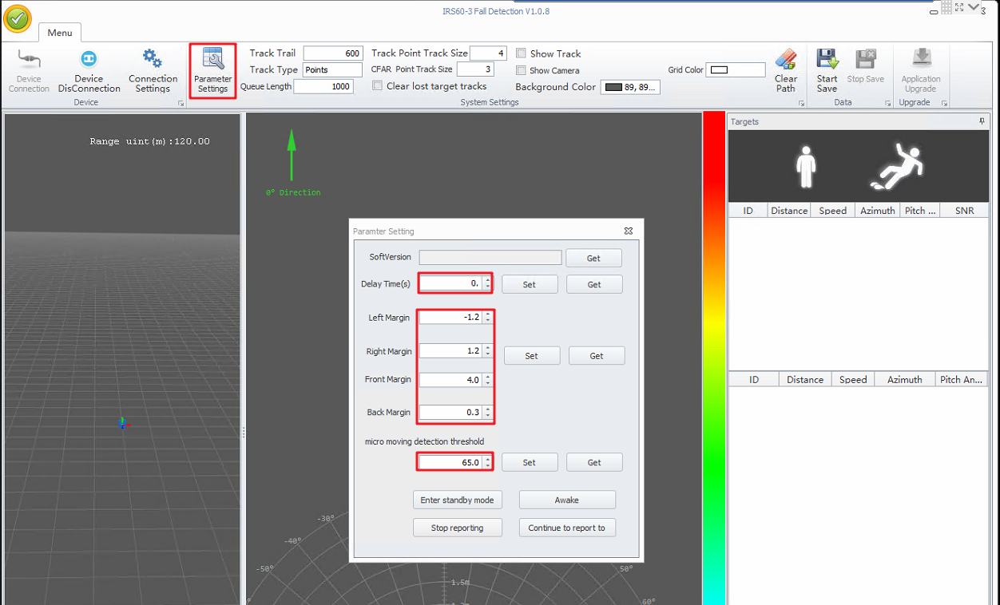 IRS60-3 Fall Detection V1.0.8
Menu
Device Connection
Device DisConnection
Connection Settings
Device
Parameter Settings
Track Trail 600
Track Type Points
Queue Length 1000
Track Point Track Size 4
CFAR Point Track Size 3
Clear lost target tracks
Show Track
Show Camera
Background Color 89, 89...
Grid Color
Clear Path
System Settings
Start Save
Stop Save
Data
Application Upgrade
Upgrade
Range uint(m):120.00
0° Direction
Targets
ID Distance Speed Azimuth Pitch ... SNR
ID Distance Speed Azimuth Pitch An...
Paramter Setting
SoftVersion Get
Delay Time(s) 0. Set Get
Left Margin -1.2
Right Margin 1.2 Set Get
Front Margin 4.0
Back Margin 0.3
micro moving detection threshold
65.0 Set Get
Enter standby mode Awake
Stop reporting Continue to report to
-30°
-40°
-50° 50°
1.5m
60°